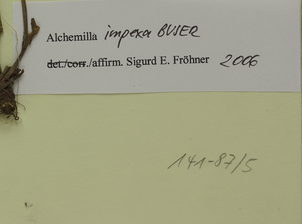 Alchemilla impexa BUSER
det./corr./affirm. Sigurd E. Fröhner 2006
141-87/5